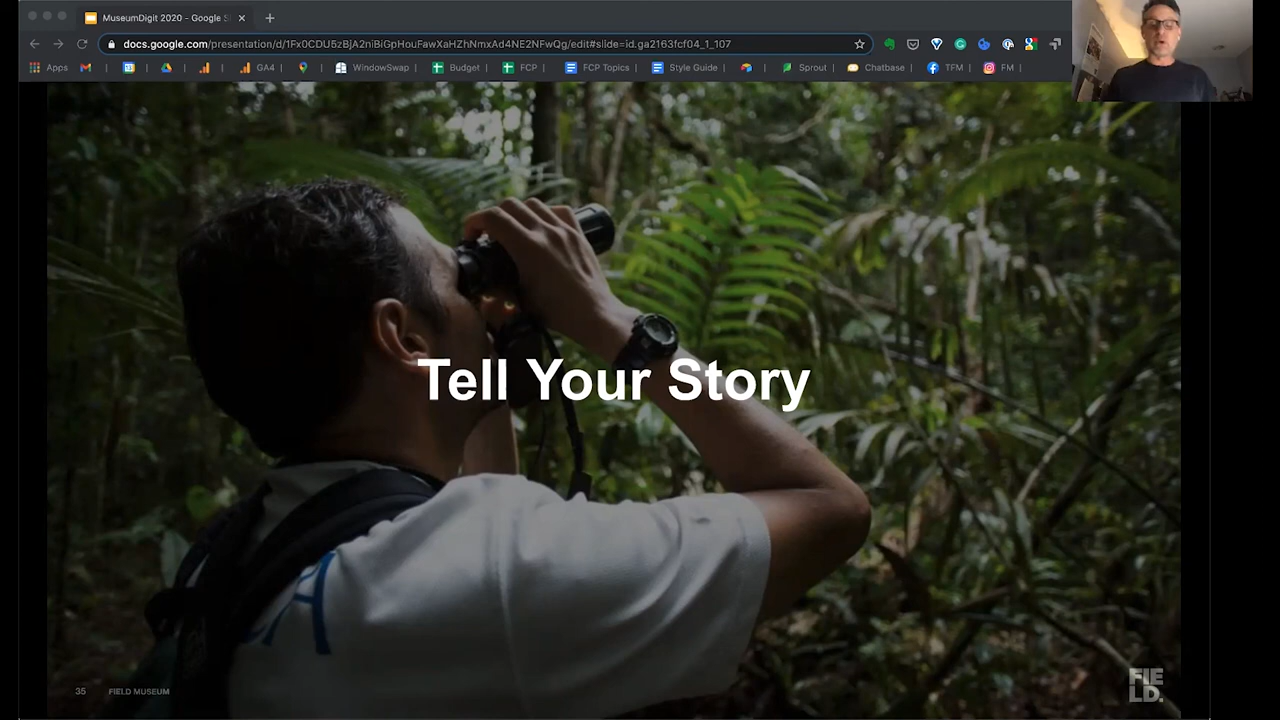 MuseumDigit 2020 - Google S
docs.google.com/presentation/d/1Fx0CDU5zBJA2niBiGpHouFawXaHZYNmxAd4NE2NFwQg/edit#slide=id.ga2163fcf04_1_107
Apps
GA4
WindowSwap
Budget
FCP
FCP Topics
Style Guide
Sprout
Chatbase
TFM
FM
Tell Your Story
35 FIELD MUSEUM
FIE
LD.